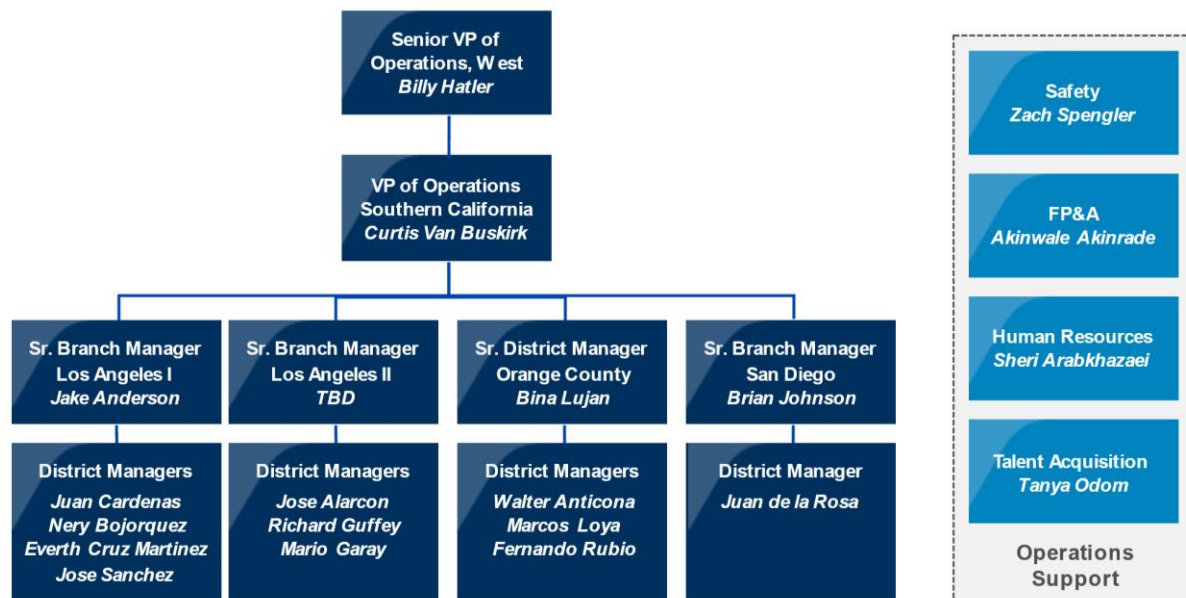 Senior VP of
Operations, West
Billy Hatler
VP of Operations
Southern California
Curtis Van Buskirk
Sr. Branch Manager
Los Angeles I
Jake Anderson
Sr. Branch Manager
Los Angeles II
TBD
Sr. District Manager
Orange County
Bina Lujan
Sr. Branch Manager
San Diego
Brian Johnson
District Managers
Juan Cardenas
Nery Bojorquez
Everth Cruz Martinez
Jose Sanchez
District Managers
Jose Alarcon
Richard Guffey
Mario Garay
District Managers
Walter Anticona
Marcos Loya
Fernando Rubio
District Manager
Juan de la Rosa
Safety
Zach Spengler
FP&A
Akinwale Akinrade
Human Resources
Sheri Arabkhazaei
Talent Acquisition
Tanya Odom
Operations
Support